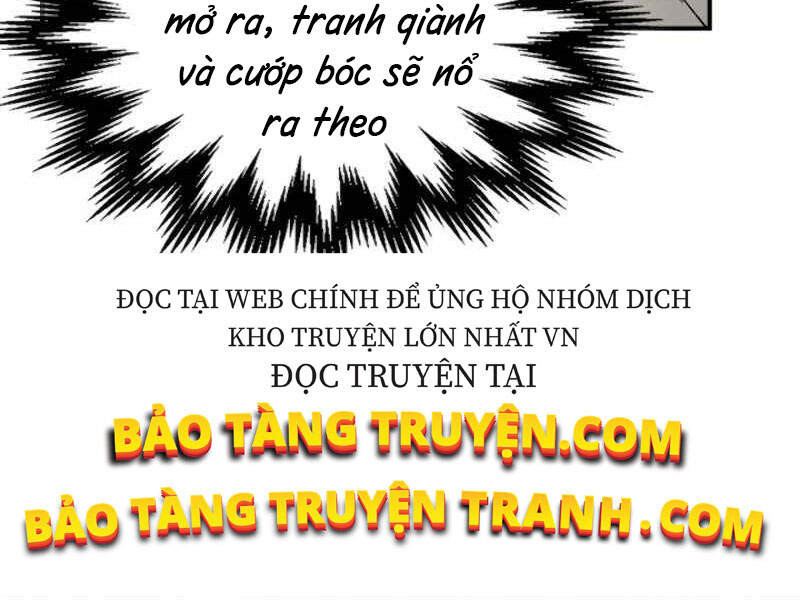 mở ra, tranh giành
và cướp bóc sẽ nổ
ra theo
ĐỌC TẠI WEB CHÍNH ĐỂ ỦNG HỘ NHÓM DỊCH
KHO TRUYỆN LỚN NHẤT VN
ĐỌC TRUYỆN TẠI
BẢO TÀNG TRUYỆN.COM
BẢO TÀNG TRUYỆN TRANH.COM